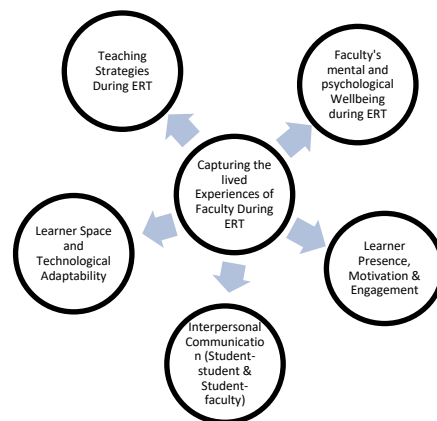 Teaching
Strategies
During ERT
Faculty's
mental and
psychological
Wellbeing
during ERT
Capturing the
lived
Experiences of
Faculty During
ERT
Learner Space
and
Technological
Adaptability
Learner
Presence,
Motivation &
Engagement
Interpersonal
Communicatio
n (Student-
student &
Student-
faculty)